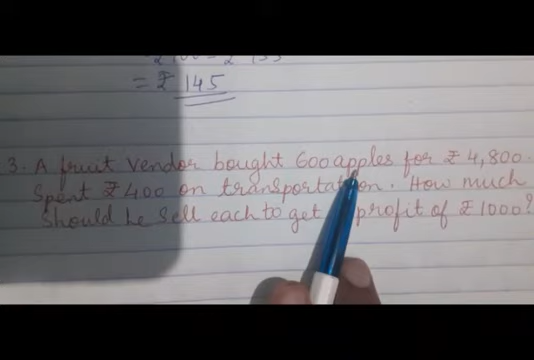 = ₹ 145
3. A fruit vendor bought 600 apples for ₹ 4,800.
Spent ₹ 400 on transportation. How much
should he sell each to get profit of ₹ 1000?